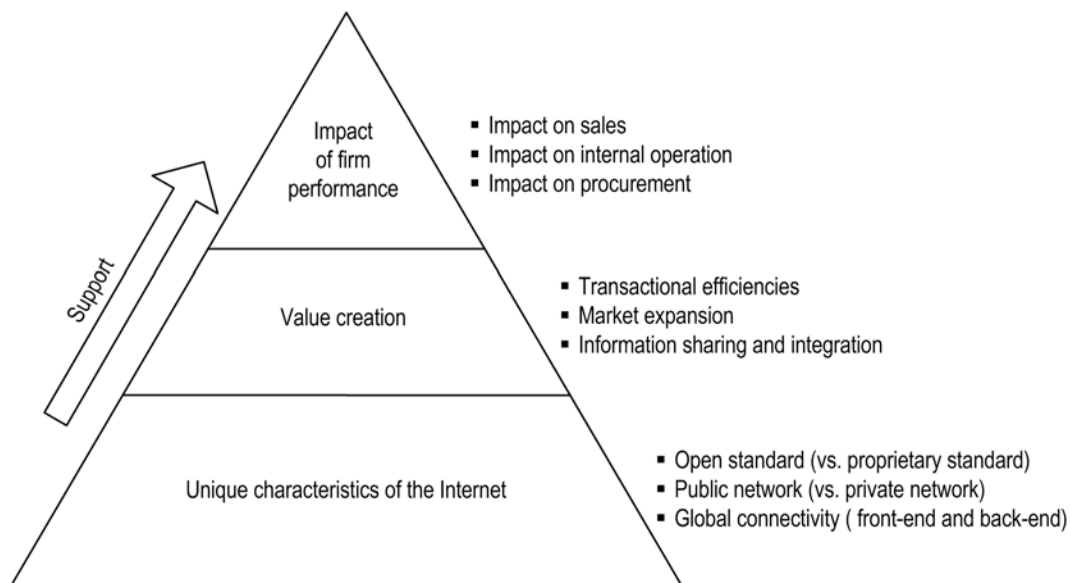 Impact
of firm
performance
▪ Impact on sales
▪ Impact on internal operation
▪ Impact on procurement
Support
Value creation
▪ Transactional efficiencies
▪ Market expansion
▪ Information sharing and integration
Unique characteristics of the Internet
▪ Open standard (vs. proprietary standard)
▪ Public network (vs. private network)
▪ Global connectivity ( front-end and back-end)